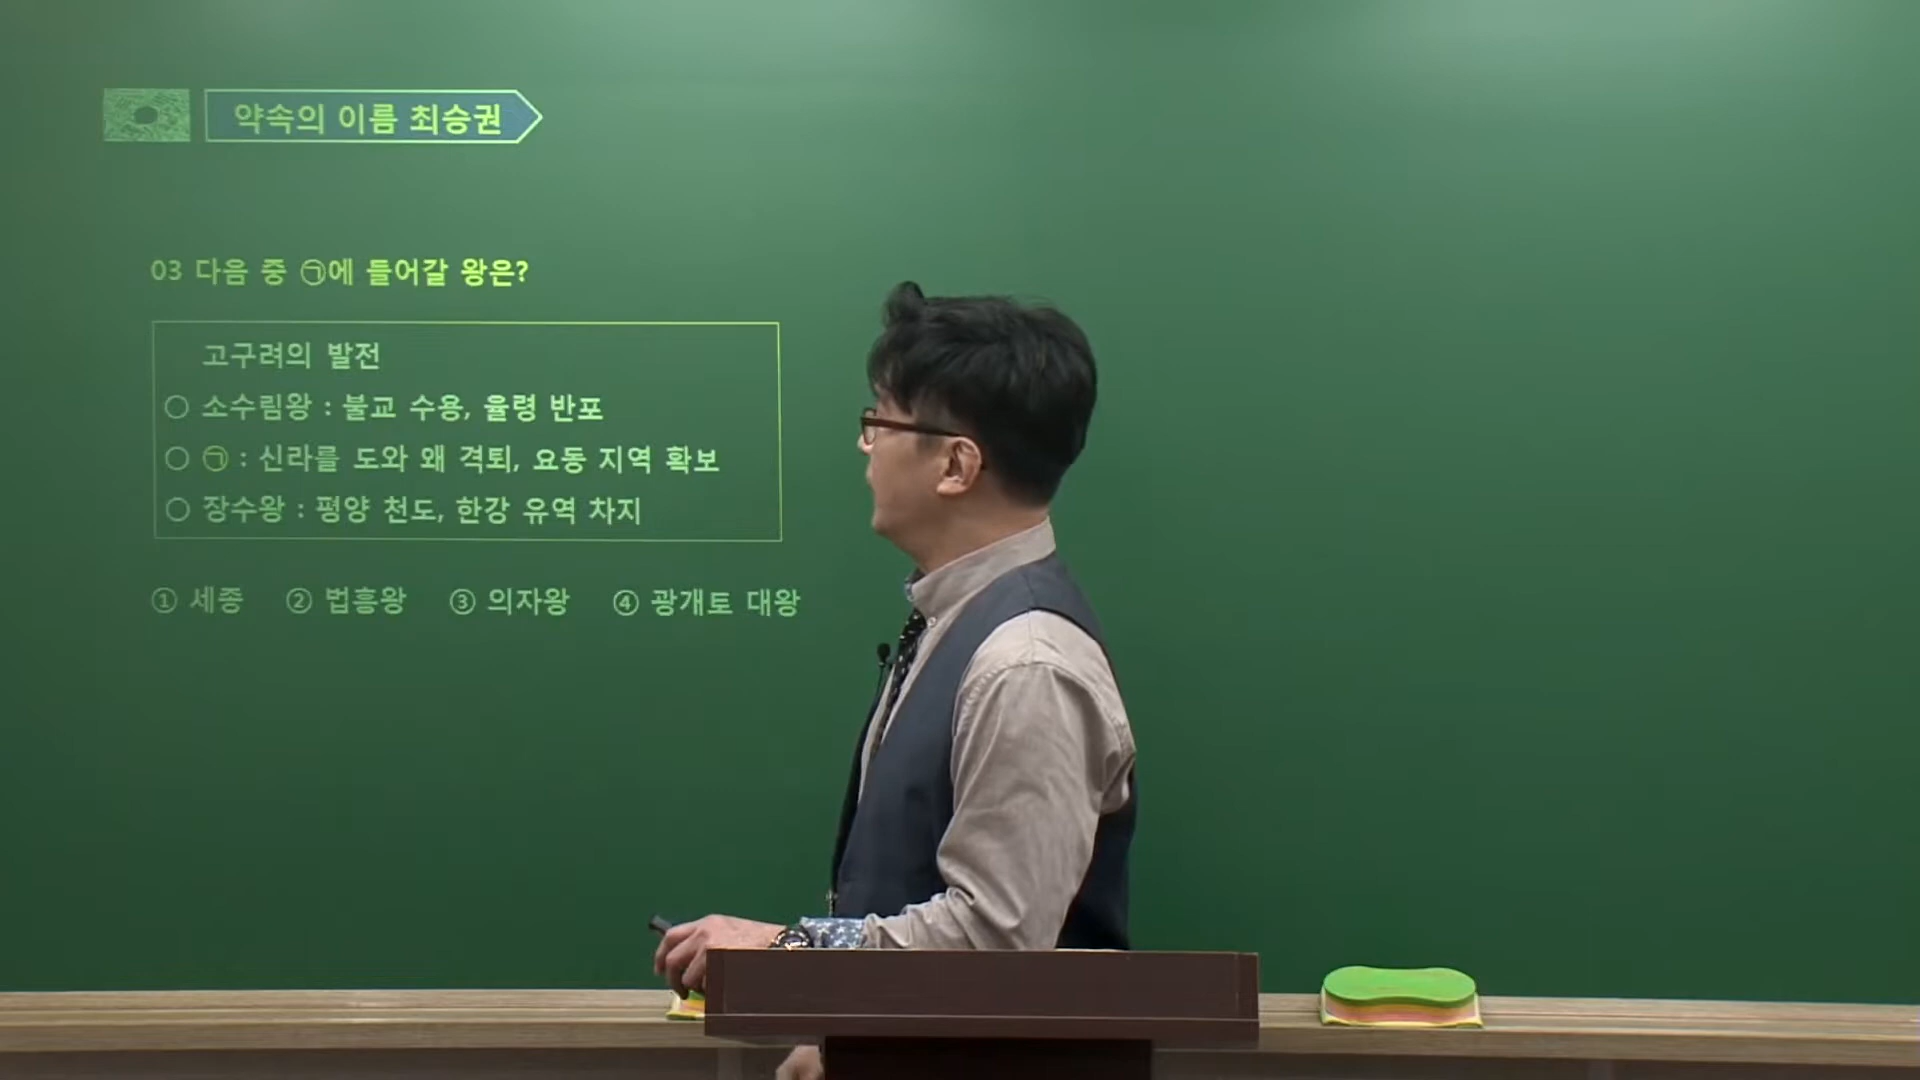 약속의 이름 최승권
03 다음 중 ㉠에 들어갈 왕은?
고구려의 발전
○ 소수림왕 : 불교 수용, 율령 반포
○ ㉠ : 신라를 도와 왜 격퇴, 요동 지역 확보
○ 장수왕 : 평양 천도, 한강 유역 차지
① 세종 ② 법흥왕 ③ 의자왕 ④ 광개토 대왕